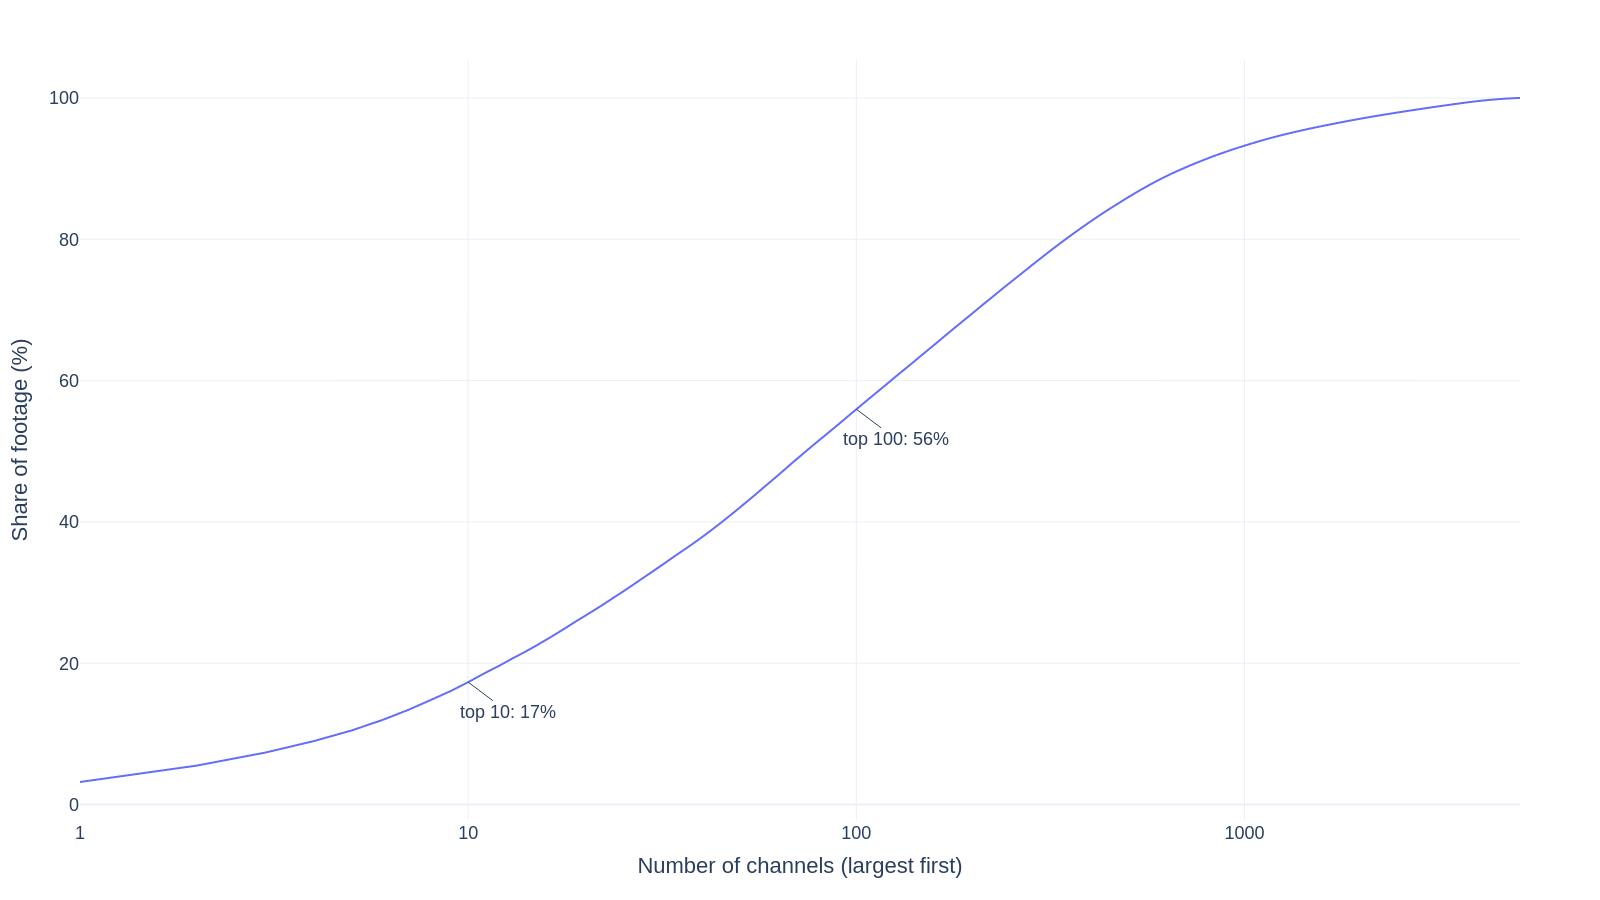 100
80
60
40
20
0
Share of footage (%)
top 100: 56%
top 10: 17%
1
10
100
1000
Number of channels (largest first)